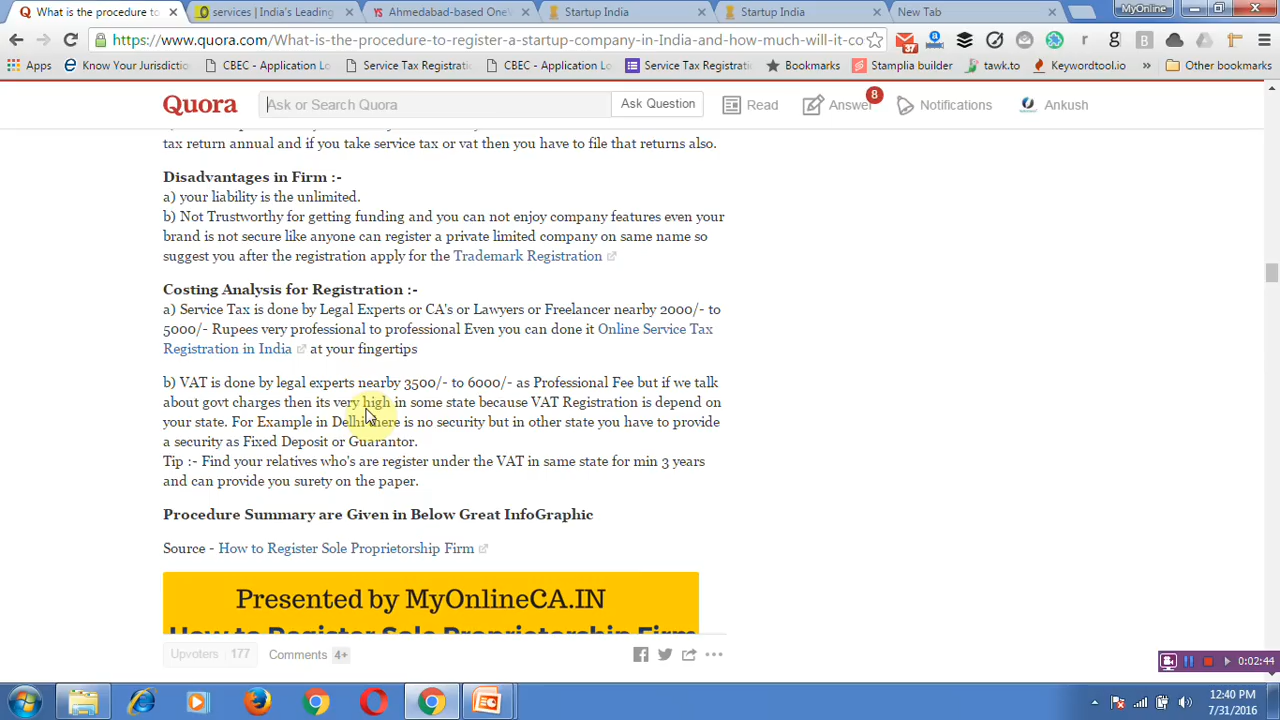 What is the procedure to
services | India's Leading
Ahmedabad-based OneV
Startup India
Startup India
New Tab
MyOnline
https://www.quora.com/What-is-the-procedure-to-register-a-startup-company-in-India-and-how-much-will-it-co
37
Apps
Know Your Jurisdictio
CBEC - Application Lo
Service Tax Registrat
CBEC - Application Lo
Service Tax Registrati
Bookmarks
Stamplia builder
tawk.to
Keywordtool.io
»
Other bookmarks
Quora
Ask or Search Quora
Ask Question
Read
Answer
8
Notifications
Ankush
tax return annual and if you take service tax or vat then you have to file that returns also.
Disadvantages in Firm :-
a) your liability is the unlimited.
b) Not Trustworthy for getting funding and you can not enjoy company features even your
brand is not secure like anyone can register a private limited company on same name so
suggest you after the registration apply for the Trademark Registration
Costing Analysis for Registration :-
a) Service Tax is done by Legal Experts or CA's or Lawyers or Freelancer nearby 2000/- to
5000/- Rupees very professional to professional Even you can done it Online Service Tax
Registration in India at your fingertips
b) VAT is done by legal experts nearby 3500/- to 6000/- as Professional Fee but if we talk
about govt charges then its very high in some state because VAT Registration is depend on
your state. For Example in Delhi there is no security but in other state you have to provide
a security as Fixed Deposit or Guarantor.
Tip :- Find your relatives who's are register under the VAT in same state for min 3 years
and can provide you surety on the paper.
Procedure Summary are Given in Below Great InfoGraphic
Source - How to Register Sole Proprietorship Firm
Presented by MyOnlineCA.IN
How to Register Sole Proprietorship Firm
Upvoters 177
Comments 4+
0:02:44
12:40 PM
7/31/2016